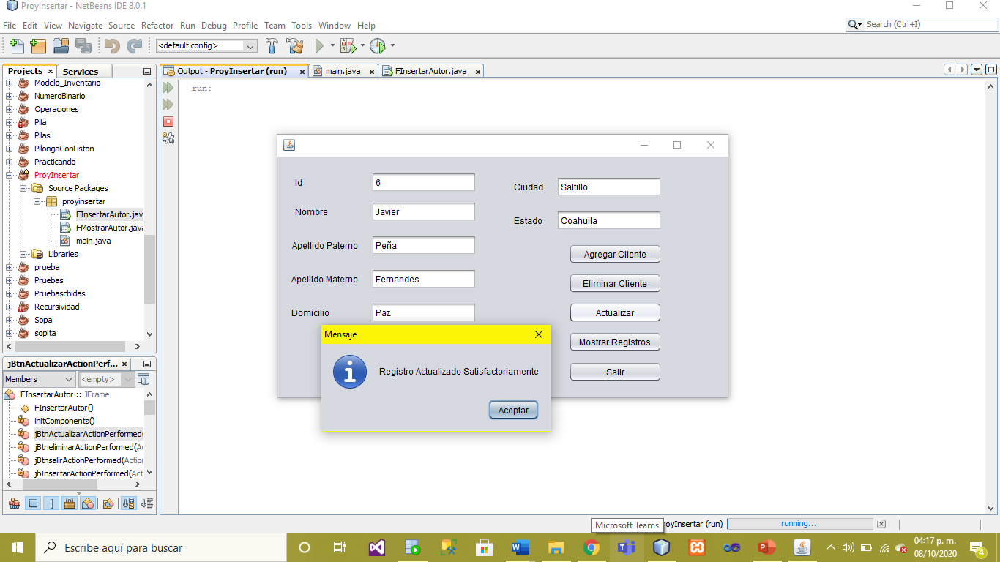 ProyInsertar - NetBeans IDE 8.0.1
File Edit View Navigate Source Refactor Run Debug Profile Team Tools Window Help
Search (Ctrl+I)
<default config>
Projects Services
Output - ProyInsertar (run) main.java FInsertarAutor.java
Modelo_Inventario
NumeroBinario
Operaciones
Pila
Pilas
PilongaConListon
Practicando
ProyInsertar
Source Packages
proyinsertar
FInsertarAutor.jav
FMostrarAutor.java
main.java
Libraries
prueba
Pruebas
Pruebaschidas
Recursividad
Sopa
sopita
run:
Id 6
Nombre Javier
Apellido Paterno Peña
Apellido Materno Fernandes
Domicilio Paz
Ciudad Saltillo
Estado Coahuila
Agregar Cliente
Eliminar Cliente
Actualizar
Mostrar Registros
Salir
Mensaje
Registro Actualizado Satisfactoriamente
Aceptar
jBtnActualizarActionPerf...
Members <empty>
FInsertarAutor :: JFrame
FInsertarAutor()
initComponents()
jBtnActualizarActionPerformed(
jBtneliminarActionPerformed(Ac
jBtnsalirActionPerformed(Action
jbInsertarActionPerformed(Act
Microsoft Teams
royInsertar (run) running...
Escribe aquí para buscar
04:17 p. m.
08/10/2020
4